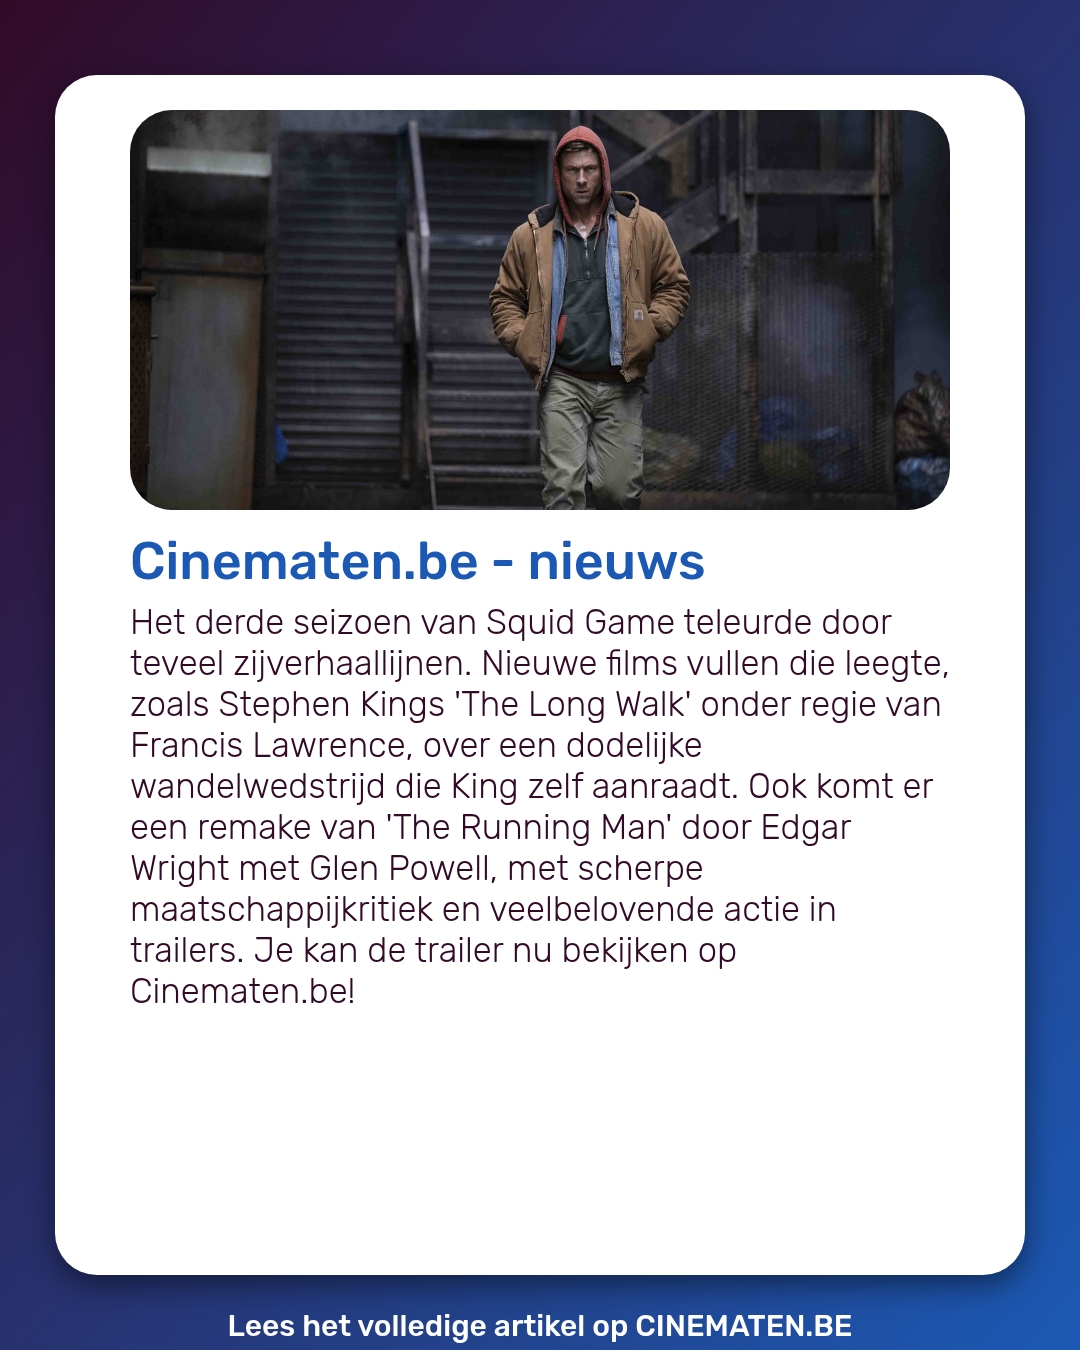 Cinematen.be - nieuws
Het derde seizoen van Squid Game teleurde door
teveel zijverhaallijnen. Nieuwe films vullen die leegte,
zoals Stephen Kings 'The Long Walk' onder regie van
Francis Lawrence, over een dodelijke
wandelwedstrijd die King zelf aanraadt. Ook komt er
een remake van 'The Running Man' door Edgar
Wright met Glen Powell, met scherpe
maatschappijkritiek en veelbelovende actie in
trailers. Je kan de trailer nu bekijken op
Cinematen.be!
Lees het volledige artikel op CINEMATEN.BE